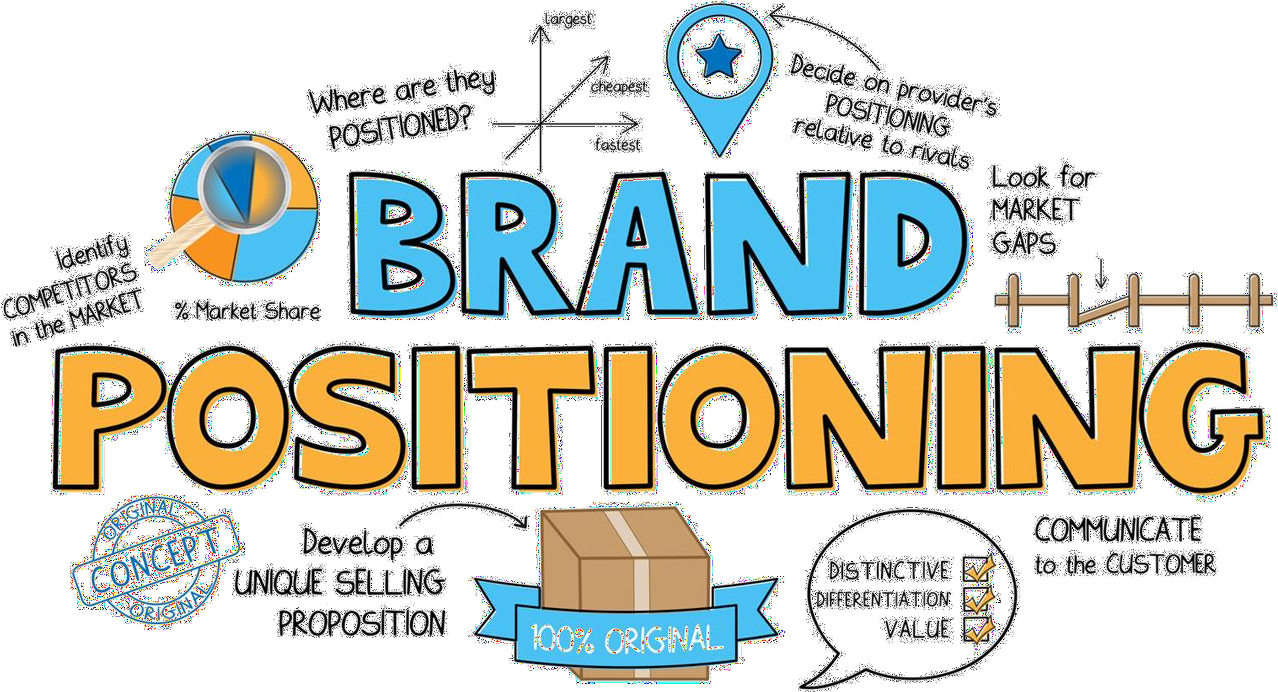 largest
cheapest
fastest
Where are they
POSITIONED?
Decide on provider's
POSITIONING
relative to rivals
Look for
MARKET
GAPS
Identify
COMPETITORS
in the MARKET
% Market Share
BRAND
POSITIONING
ORIGINAL
CONCEPT
ORIGINAL
Develop a
UNIQUE SELLING
PROPOSITION
100% ORIGINAL
DISTINCTIVE
DIFFERENTIATION
VALUE
COMMUNICATE
to the CUSTOMER